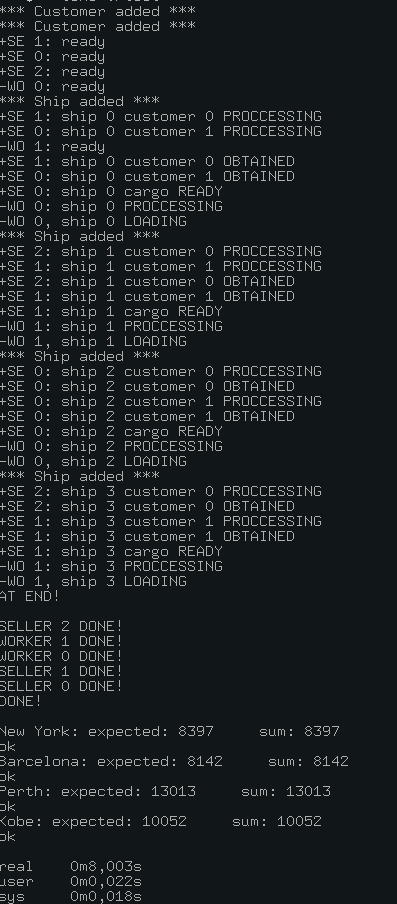 *** Customer added ***
*** Customer added ***
+SE 1: ready
+SE 0: ready
+SE 2: ready
-WO 0: ready
*** Ship added ***
+SE 1: ship 0 customer 0 PROCCESSING
+SE 0: ship 0 customer 1 PROCCESSING
-WO 1: ready
+SE 1: ship 0 customer 0 OBTAINED
+SE 0: ship 0 customer 1 OBTAINED
+SE 0: ship 0 cargo READY
-WO 0: ship 0 PROCCESSING
-WO 0, ship 0 LOADING
*** Ship added ***
+SE 2: ship 1 customer 0 PROCCESSING
+SE 1: ship 1 customer 1 PROCCESSING
+SE 2: ship 1 customer 0 OBTAINED
+SE 1: ship 1 customer 1 OBTAINED
+SE 1: ship 1 cargo READY
-WO 1: ship 1 PROCCESSING
-WO 1, ship 1 LOADING
*** Ship added ***
+SE 0: ship 2 customer 0 PROCCESSING
+SE 0: ship 2 customer 0 OBTAINED
+SE 0: ship 2 customer 1 PROCCESSING
+SE 0: ship 2 customer 1 OBTAINED
+SE 0: ship 2 cargo READY
-WO 0: ship 2 PROCCESSING
-WO 0, ship 2 LOADING
*** Ship added ***
+SE 2: ship 3 customer 0 PROCCESSING
+SE 2: ship 3 customer 0 OBTAINED
+SE 1: ship 3 customer 1 PROCCESSING
+SE 1: ship 3 customer 1 OBTAINED
+SE 1: ship 3 cargo READY
-WO 1: ship 3 PROCCESSING
-WO 1, ship 3 LOADING
AT END!
SELLER 2 DONE!
WORKER 1 DONE!
WORKER 0 DONE!
SELLER 1 DONE!
SELLER 0 DONE!
DONE!
New York: expected: 8397 sum: 8397
ok
Barcelona: expected: 8142 sum: 8142
ok
Perth: expected: 13013 sum: 13013
ok
Kobe: expected: 10052 sum: 10052
ok
real 0m8,003s
user 0m0,022s
sys 0m0,018s